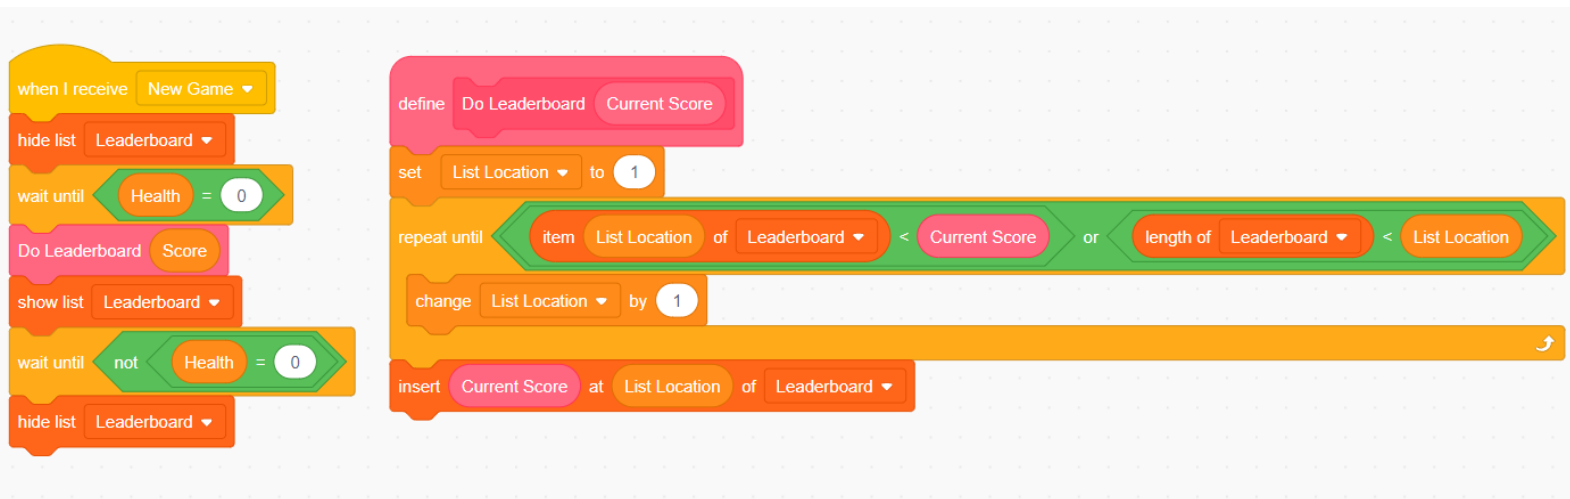 when I receive New Game
hide list Leaderboard
wait until Health = 0
Do Leaderboard Score
show list Leaderboard
wait until not Health = 0
hide list Leaderboard
define Do Leaderboard Current Score
set List Location to 1
repeat until item List Location of Leaderboard < Current Score or length of Leaderboard < List Location
change List Location by 1
insert Current Score at List Location of Leaderboard